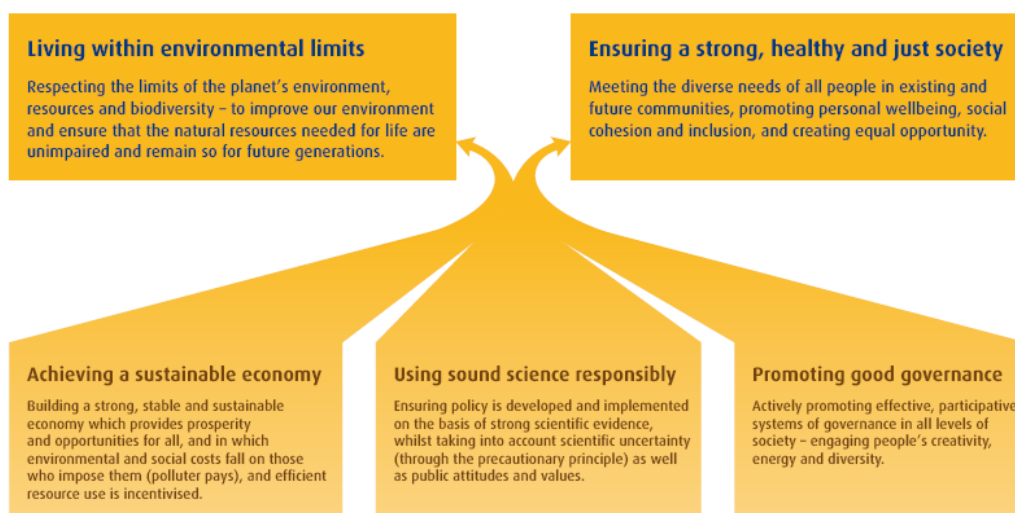 Living within environmental limits
Respecting the limits of the planet's environment,
resources and biodiversity – to improve our environment
and ensure that the natural resources needed for life are
unimpaired and remain so for future generations.
Ensuring a strong, healthy and just society
Meeting the diverse needs of all people in existing and
future communities, promoting personal wellbeing, social
cohesion and inclusion, and creating equal opportunity.
Achieving a sustainable economy
Building a strong, stable and sustainable
economy which provides prosperity
and opportunities for all, and in which
environmental and social costs fall on those
who impose them (polluter pays), and efficient
resource use is incentivised.
Using sound science responsibly
Ensuring policy is developed and implemented
on the basis of strong scientific evidence,
whilst taking into account scientific uncertainty
(through the precautionary principle) as well
as public attitudes and values.
Promoting good governance
Actively promoting effective, participative
systems of governance in all levels of
society – engaging people's creativity,
energy and diversity.